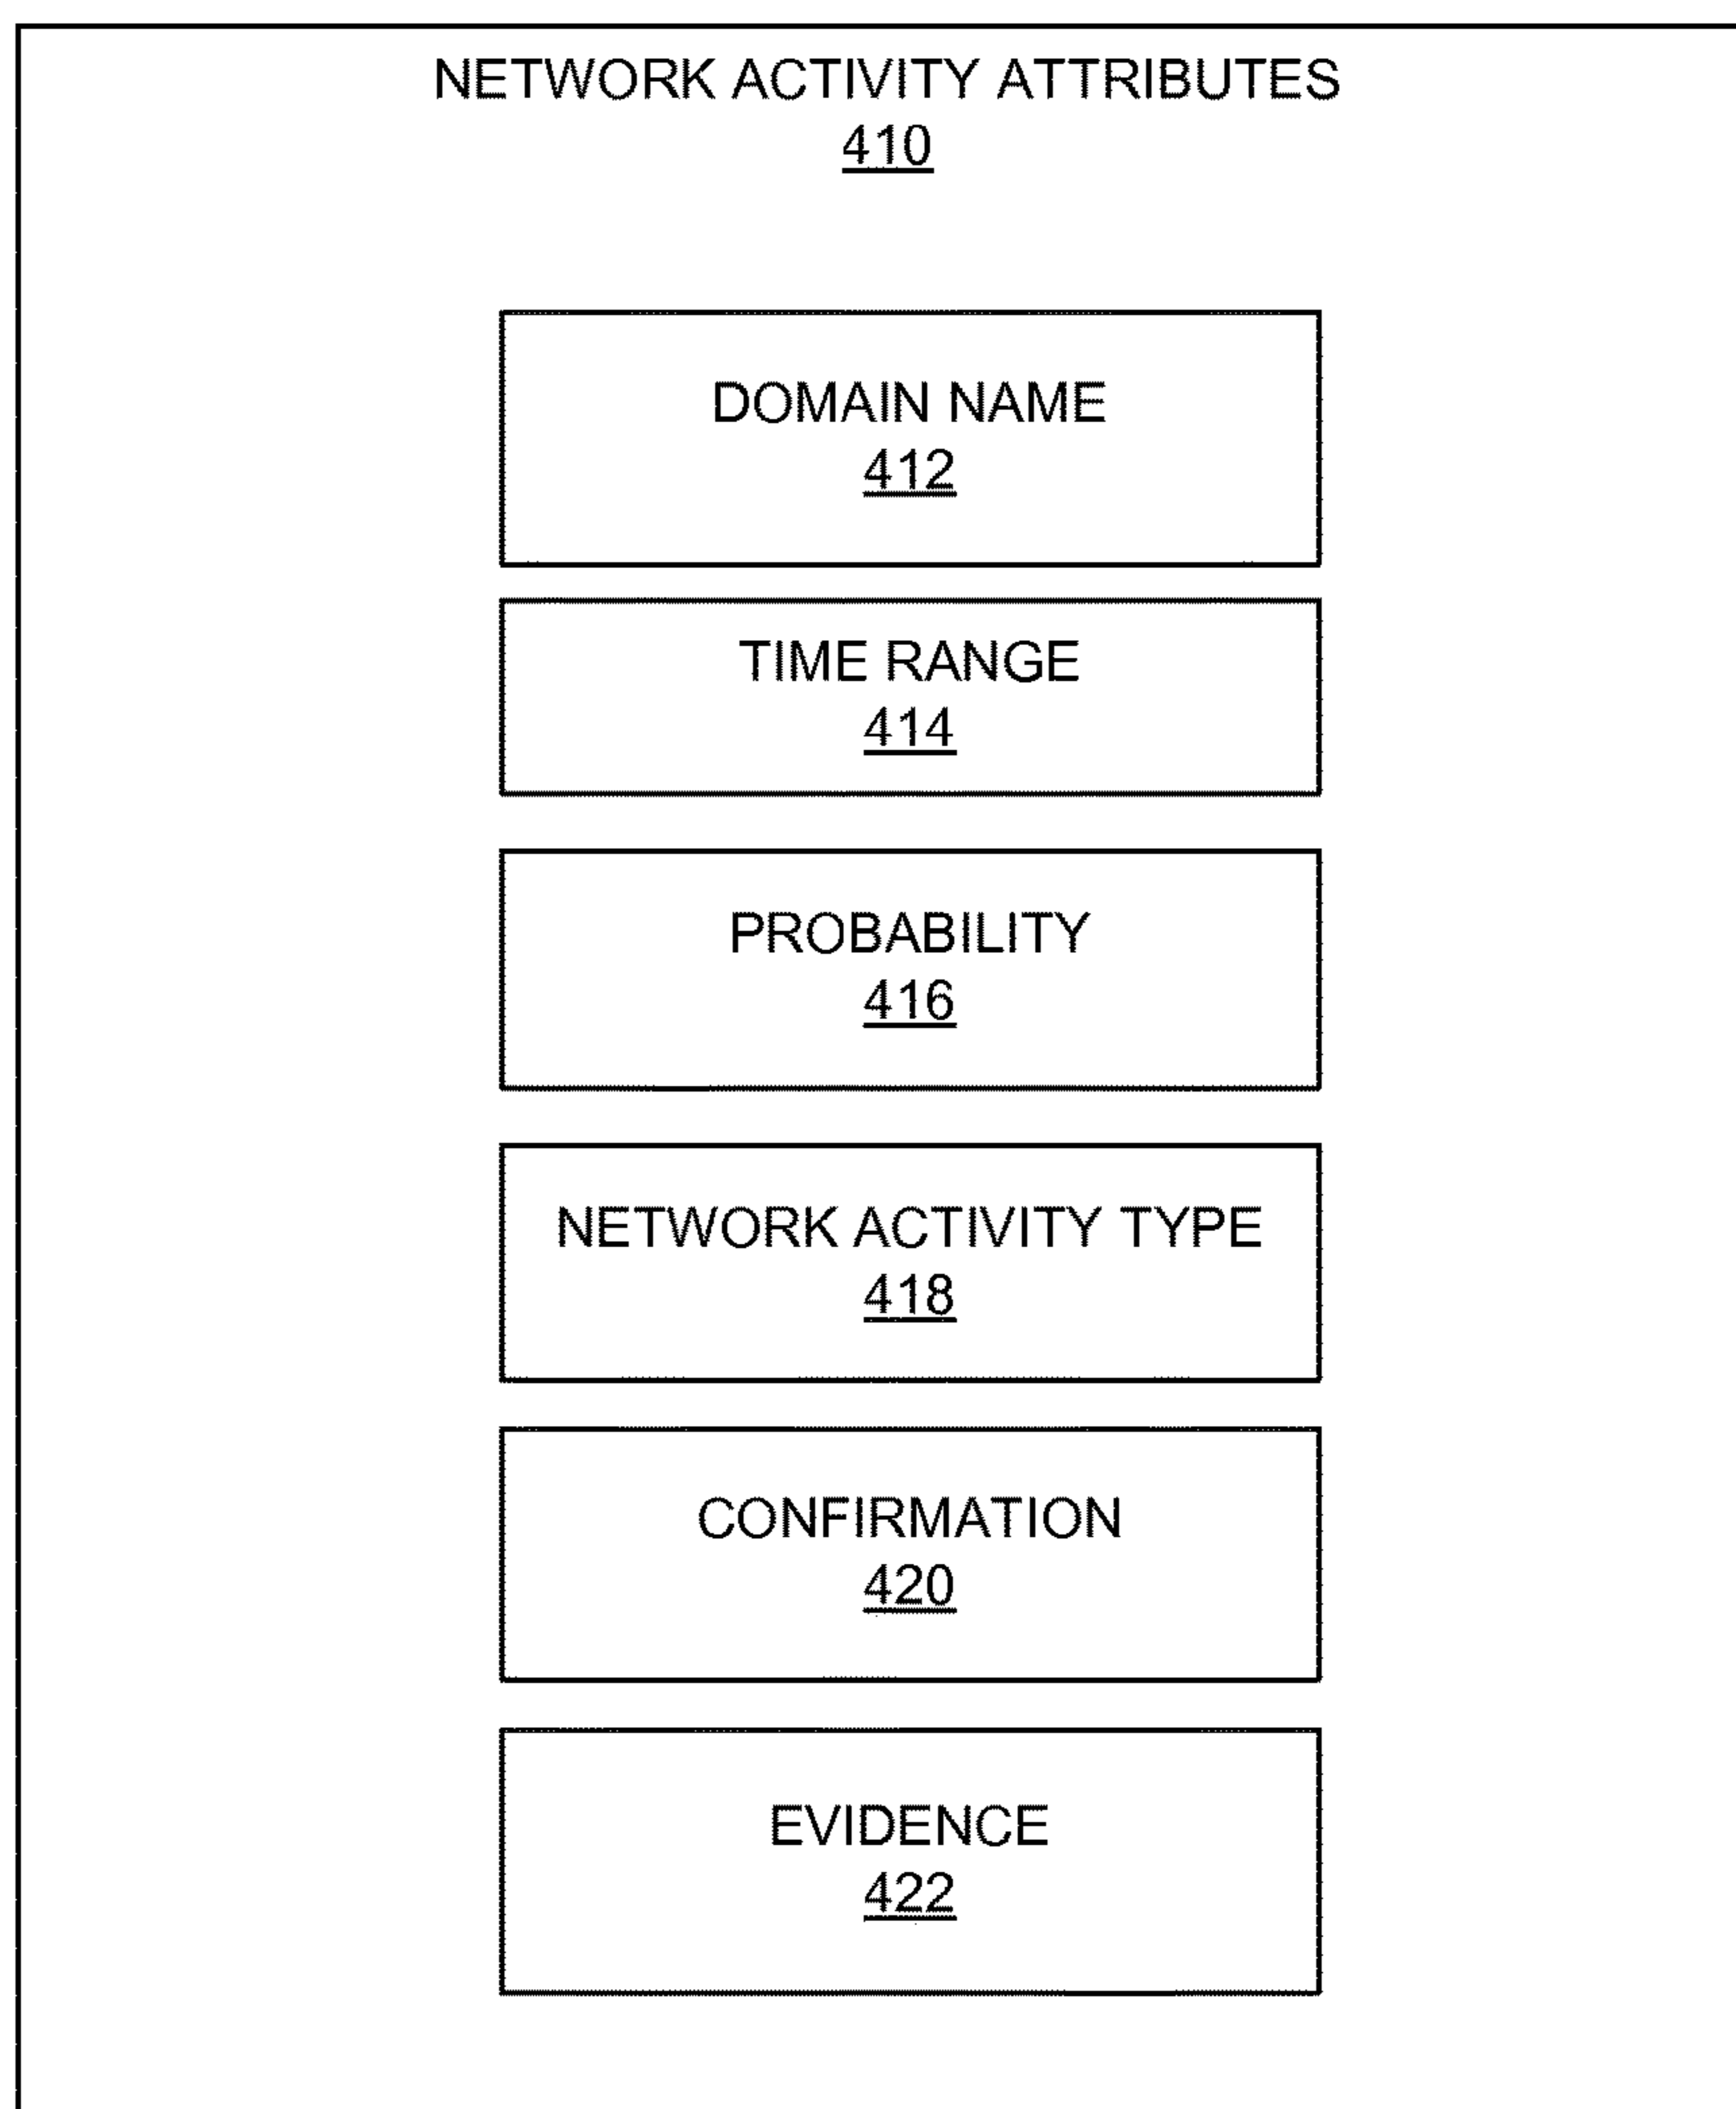 NETWORK ACTIVITY ATTRIBUTES
410
DOMAIN NAME
412
TIME RANGE
414
PROBABILITY
416
NETWORK ACTIVITY TYPE
418
CONFIRMATION
420
EVIDENCE
422